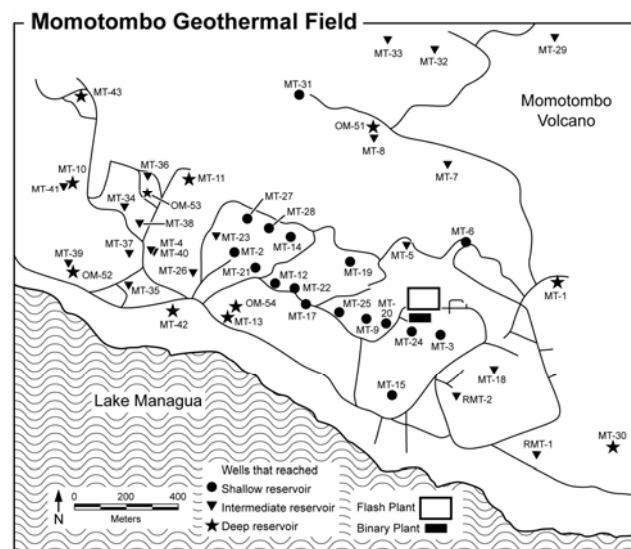 Momotombo Geothermal Field
MT-33
MT-32
MT-29
MT-43
MT-31
Momotombo
Volcano
OM-51
MT-8
MT-7
MT-36
MT-10
MT-11
MT-41
OM-53
MT-34
MT-38
MT-27
MT-28
MT-23
MT-2
MT-14
MT-6
MT-5
MT-37
MT-4
MT-40
MT-39
OM-52
MT-26
MT-21
MT-12
MT-22
MT-19
MT-1
MT-35
OM-54
MT-13
MT-42
MT-17
MT-25
MT-9
MT-
20
MT-24
MT-3
MT-18
MT-15
RMT-2
RMT-1
MT-30
Lake Managua
Wells that reached
Shallow reservoir
Intermediate reservoir
Deep reservoir
Flash Plant
Binary Plant
N
0 200 400
Meters